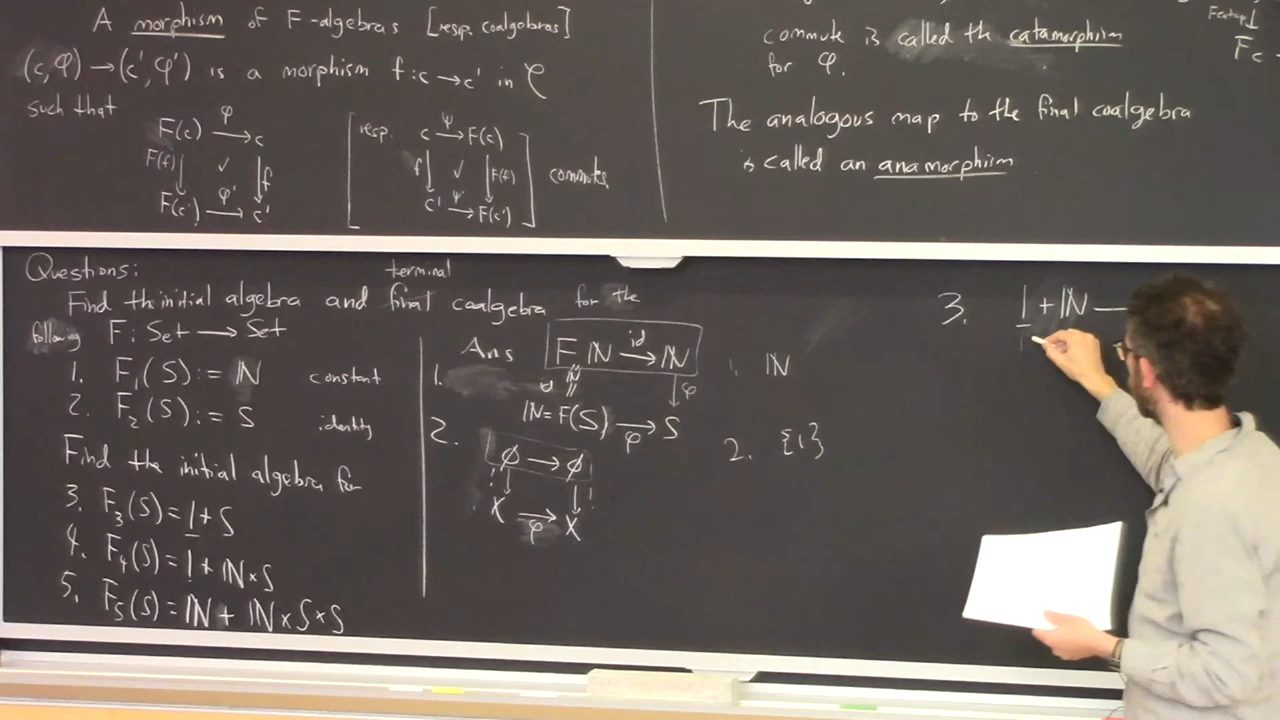 A morphism of F-algebras [resp. coalgebras]
(c, φ) → (c', φ') is a morphism f: c → c' in 𝒞
such that
F(c) →φ c
F(f) ↓ ✓ ↓ f
F(c') →φ' c'
[resp. c →ψ F(c)
f ↓ ✓ ↓ F(f)
c' →ψ' F(c')] commute
commute is called the catamorphism
for φ.
F_c
The analogous map to the final coalgebra
is called an anamorphism
Questions:
terminal
Find the initial algebra and final coalgebra for the
following F: Set → Set
1. F₁(S) := ℕ constant
2. F₂(S) := S identity
Find the initial algebra for
3. F₃(S) = 1 + S
4. F₄(S) = 1 + ℕ × S
5. F₅(S) = ℕ + ℕ × S × S
Ans
1. F ℕ →id ℕ
id ℕ ↓ φ
ℕ = F(S) →φ S
2. ∅ → ∅
! ↓ ↓ !
X →φ X
1. ℕ
2. {1}
3. 1 + ℕ —